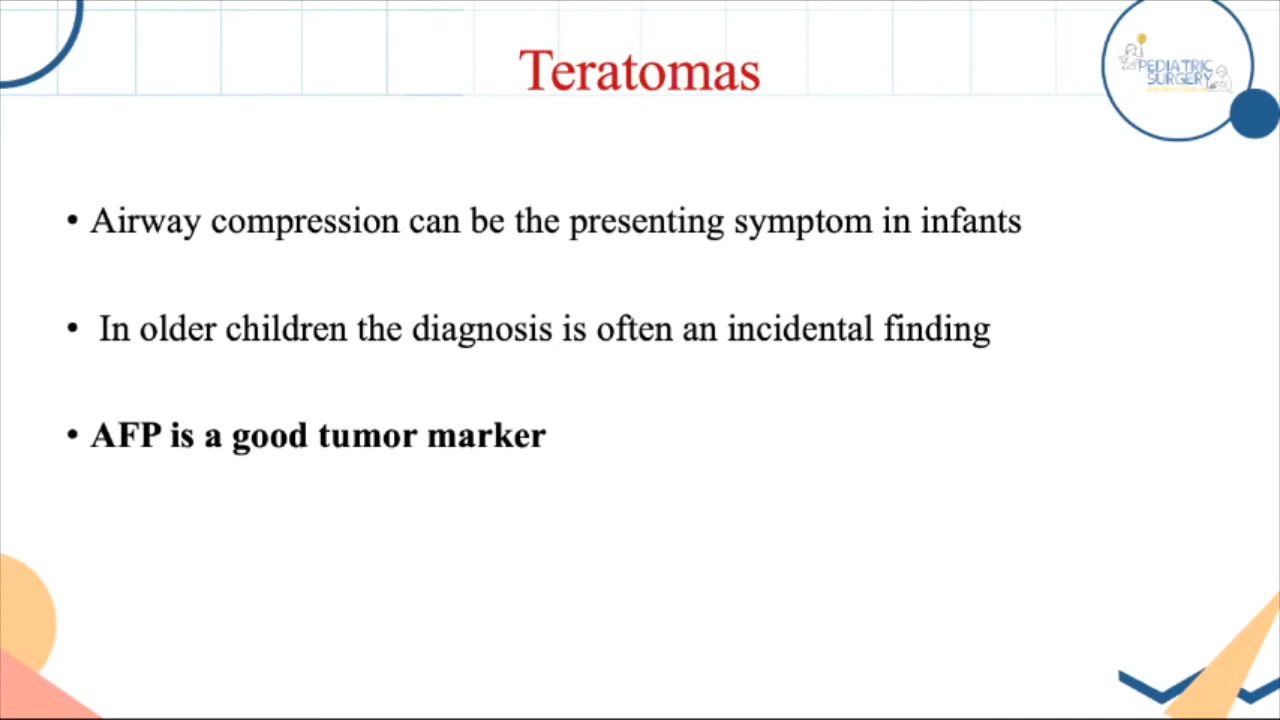 Teratomas
PEDIATRIC
SURGERY
• Airway compression can be the presenting symptom in infants
• In older children the diagnosis is often an incidental finding
• AFP is a good tumor marker